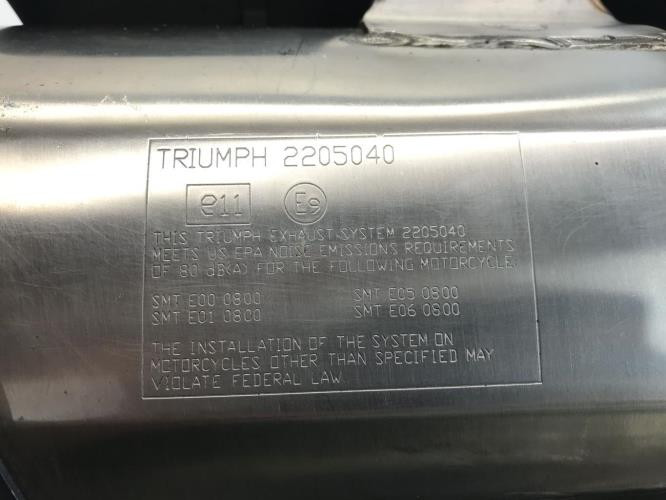 TRIUMPH 2205040
e11 E9
THIS TRIUMPH EXHAUST SYSTEM 2205040
MEETS US EPA NOISE EMISSIONS REQUIREMENTS
OF 80 dB(A) FOR THE FOLLOWING MOTORCYCLE.
SMT E00 0800 SMT E05 0800
SMT E01 0800 SMT E06 0800
THE INSTALLATION OF THE SYSTEM ON
MOTORCYCLES OTHER THAN SPECIFIED MAY
VIOLATE FEDERAL LAW